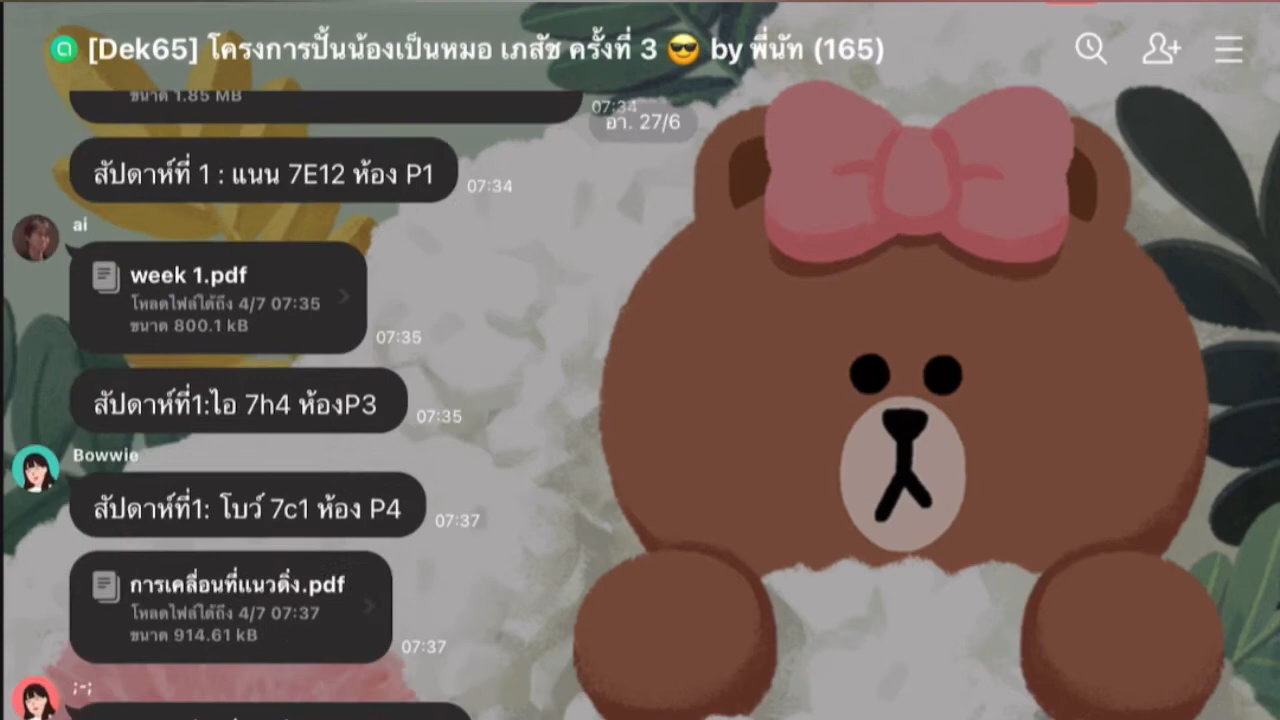 [Dek65] โครงการปั้นน้องเป็นหมอ เภสัช ครั้งที่ 3 😎 by พี่นัท (165)
ขนาด 1.85 MB
07:34
อา. 27/6
สัปดาห์ที่ 1 : แนน 7E12 ห้อง P1
07:34
ai
week 1.pdf
โหลดไฟล์ได้ถึง 4/7 07:35
ขนาด 800.1 kB
07:35
สัปดาห์ที่1:ไอ 7h4 ห้องP3
07:35
Bowwie
สัปดาห์ที่1: โบว์ 7c1 ห้อง P4
07:37
การเคลื่อนที่แนวดิ่ง.pdf
โหลดไฟล์ได้ถึง 4/7 07:37
ขนาด 914.61 kB
07:37
;-;